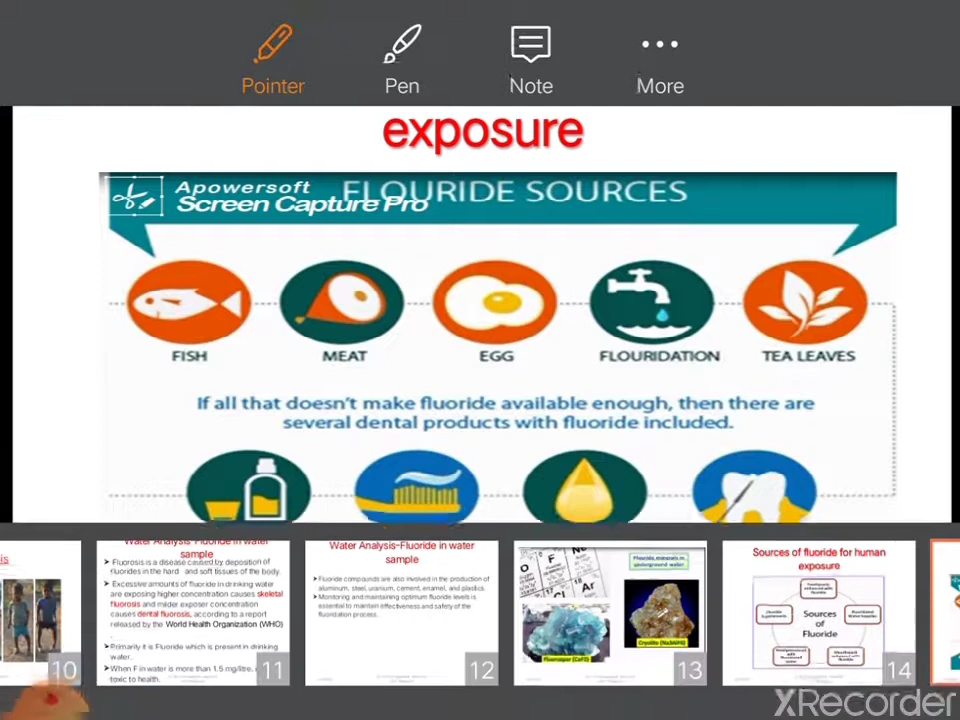 Pointer
Pen
Note
More
exposure
Apowersoft
Screen Capture Pro
FLOURIDE SOURCES
FISH
MEAT
EGG
FLOURIDATION
TEA LEAVES
If all that doesn't make fluoride available enough, then there are
several dental products with fluoride included.
10
Water Analysis-Fluoride in water
sample
Fluorosis is a disease caused by deposition of
fluorides in the hard and soft tissues of the body.
Excessive amounts of fluoride in drinking water
are exposing higher concentration causes skeletal
fluorosis and milder exposer concentration
causes dental fluorosis, according to a report
released by the World Health Organization (WHO)
.
Primarily it is Fluoride which is present in drinking
water.
When F in water is more than 1.5 mg/litre,
toxic to health.
11
Water Analysis-Fluoride in water
sample
Fluoride compounds are also involved in the production of
aluminum, steel, uranium, cement, enamel, and plastics.
Monitoring and maintaining optimum fluoride levels is
essential to maintain effectiveness and safety of the
fluoridation process.
12
Fluoride minerals in
underground water
Fluorospar (CaF2)
Cryolite (Na3AlF6)
13
Sources of fluoride for human
exposure
Sources
of
Fluoride
14
XRecorder